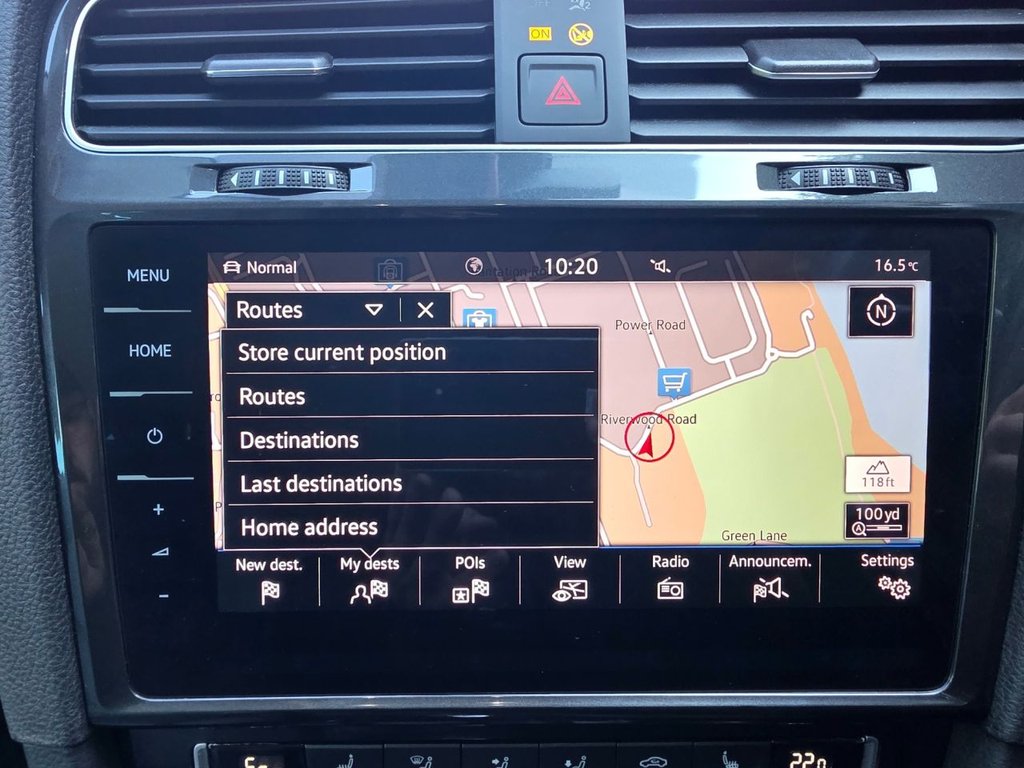 ON
MENU
HOME
+
-
Normal
10:20
16.5°C
Routes
Store current position
Routes
Destinations
Last destinations
Home address
Power Road
N
Riverwood Road
118ft
100yd
A
Green Lane
New dest.
My dests
POIs
View
Radio
Announcem.
Settings